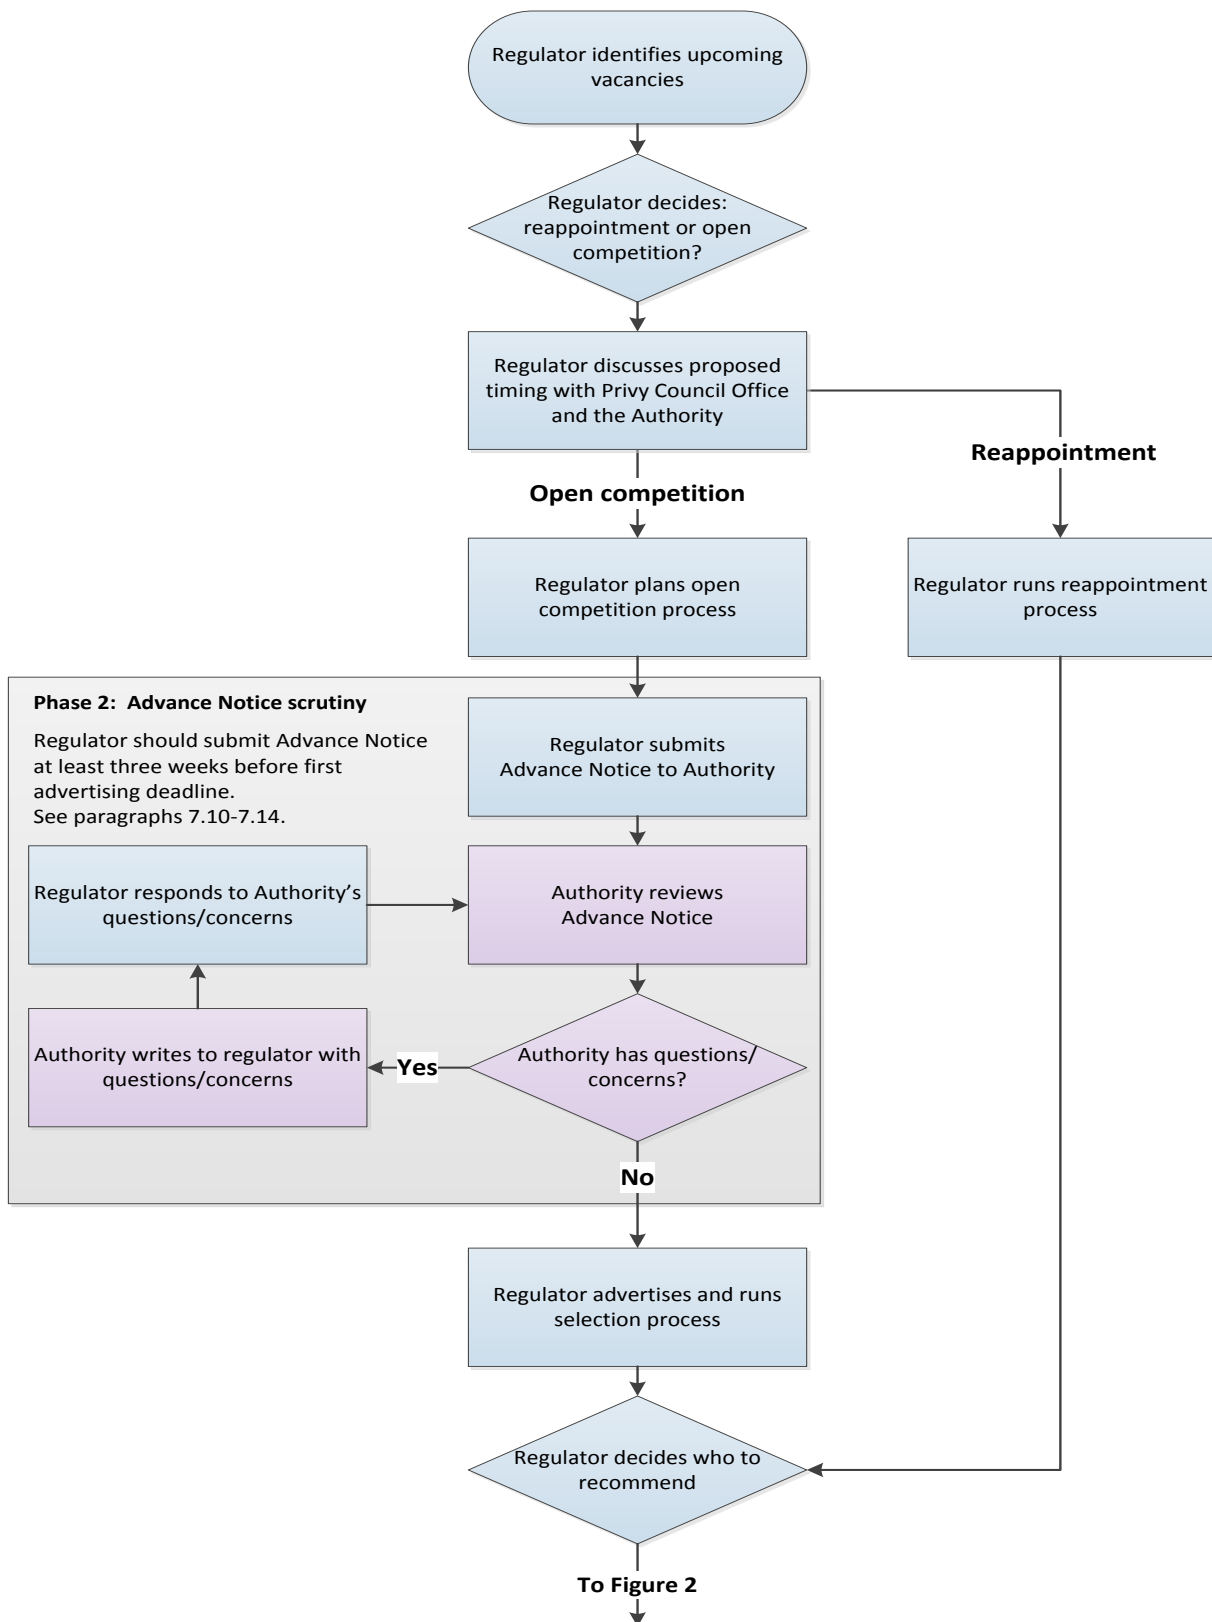 Regulator identifies upcoming
vacancies
Regulator decides:
reappointment or open
competition?
Regulator discusses proposed
timing with Privy Council Office
and the Authority
Reappointment
Open competition
Regulator plans open
competition process
Regulator runs reappointment
process
Phase 2:  Advance Notice scrutiny
Regulator should submit Advance Notice
at least three weeks before first
advertising deadline.
See paragraphs 7.10-7.14.
Regulator submits
Advance Notice to Authority
Regulator responds to Authority’s
questions/concerns
Authority reviews
Advance Notice
Authority writes to regulator with
questions/concerns
Yes
Authority has questions/
concerns?
No
Regulator advertises and runs
selection process
Regulator decides who to
recommend
To Figure 2